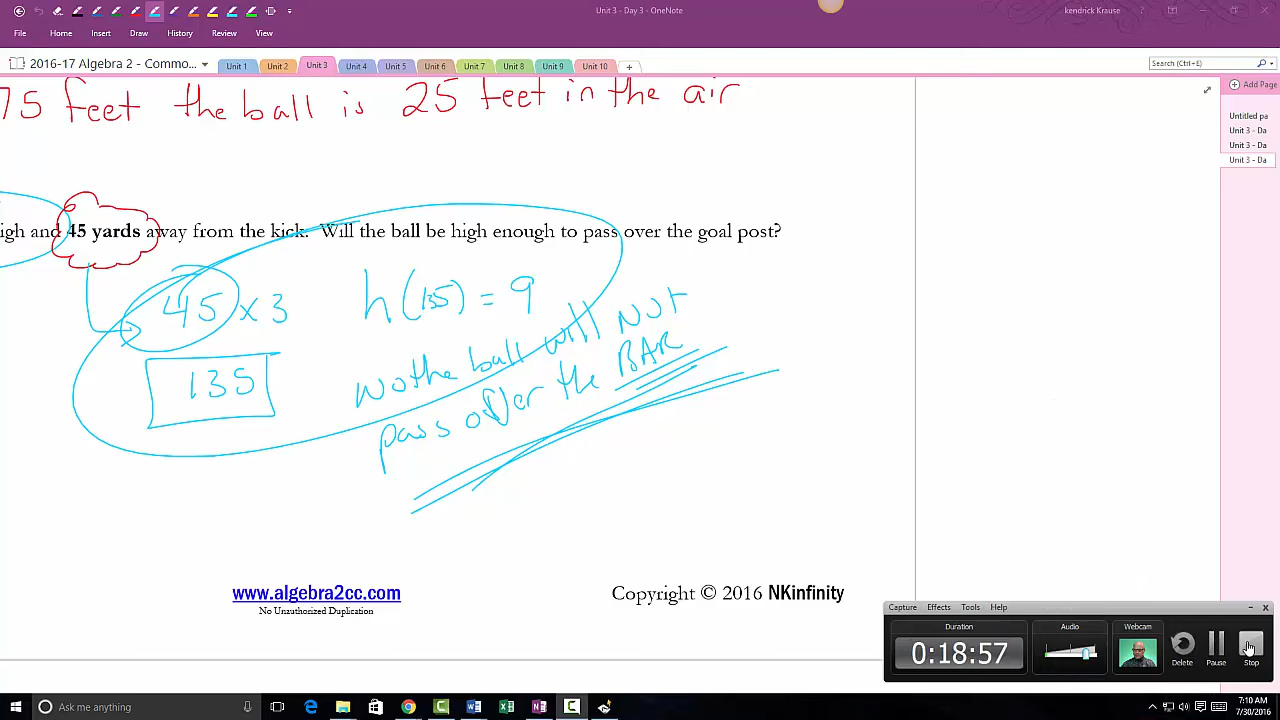 Unit 3 - Day 3 - OneNote
kendrick Krause
File Home Insert Draw History Review View
2016-17 Algebra 2 - Commo...
Unit 1 Unit 2 Unit 3 Unit 4 Unit 5 Unit 6 Unit 7 Unit 8 Unit 9 Unit 10
Search (Ctrl+E)
Add Page
Untitled pa
Unit 3 - Da
Unit 3 - Da
Unit 3 - Da
75 feet the ball is 25 feet in the air
igh and 45 yards away from the kick. Will the ball be high enough to pass over the goal post?
45 x 3
h(135) = 9
135
No the ball will NOT
pass over the BAR
www.algebra2cc.com
No Unauthorized Duplication
Copyright © 2016 NKinfinity
Capture Effects Tools Help
Duration Audio Webcam
0:18:57
Delete Pause Stop
Ask me anything
7:10 AM
7/30/2016